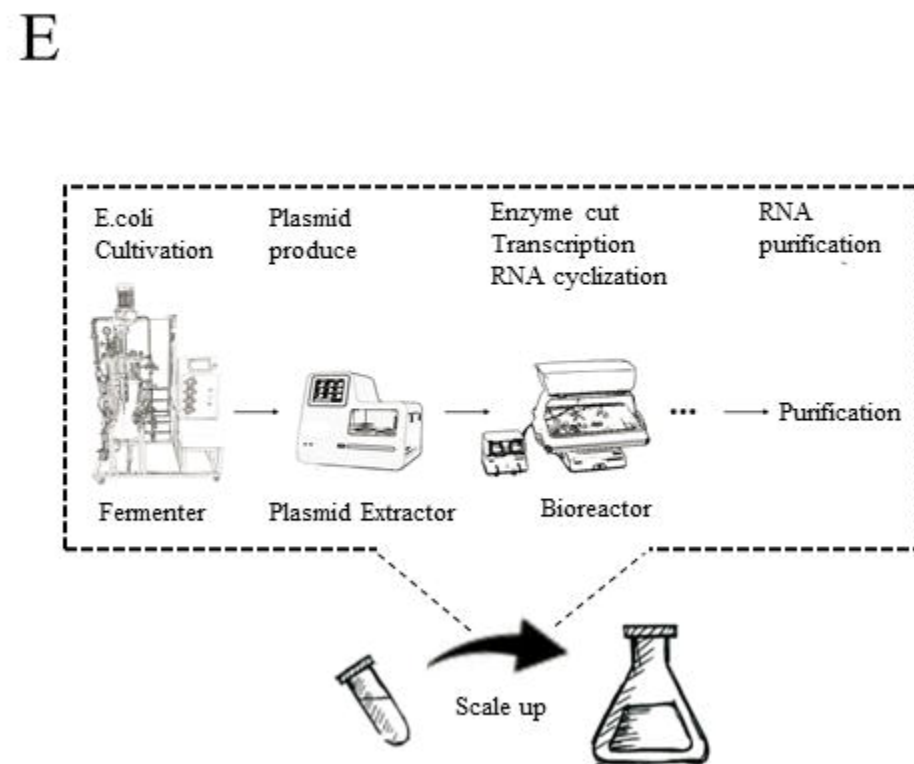 E
E.coli
Cultivation
Plasmid
produce
Enzyme cut
Transcription
RNA cyclization
RNA
purification
...
Purification
Fermenter
Plasmid Extractor
Bioreactor
Scale up